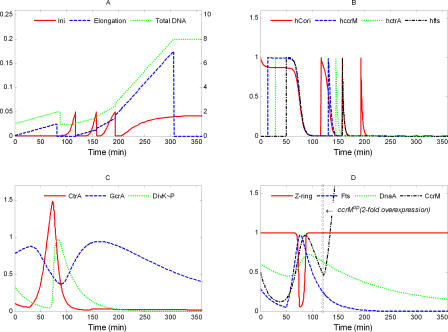 A
Ini Elongation Total DNA
0.25
0.2
0.15
0.1
0.05
0
10
8
6
4
2
0
0 50 100 150 200 250 300 350
Time (min)
B
hCori hccrM hctrA hfts
2
1.5
1
0.5
0
0 50 100 150 200 250 300 350
Time (min)
C
CtrA GcrA DivK~P
1.5
1
0.5
0
0 50 100 150 200 250 300 350
Time (min)
D
Z-ring Fts DnaA CcrM
1.5
1
0.5
0
ccrM (2-fold overexpression)
0 50 100 150 200 250 300 350
Time (min)